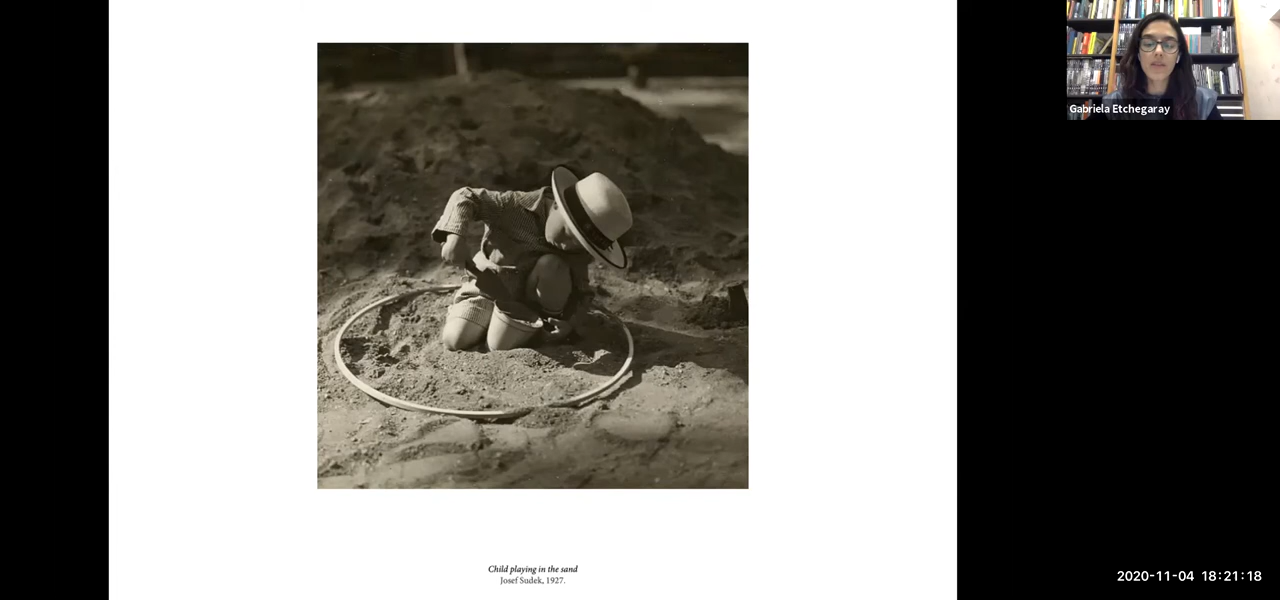 Gabriela Etchegaray
Child playing in the sand
Josef Sudek, 1927.
2020-11-04 18:21:18